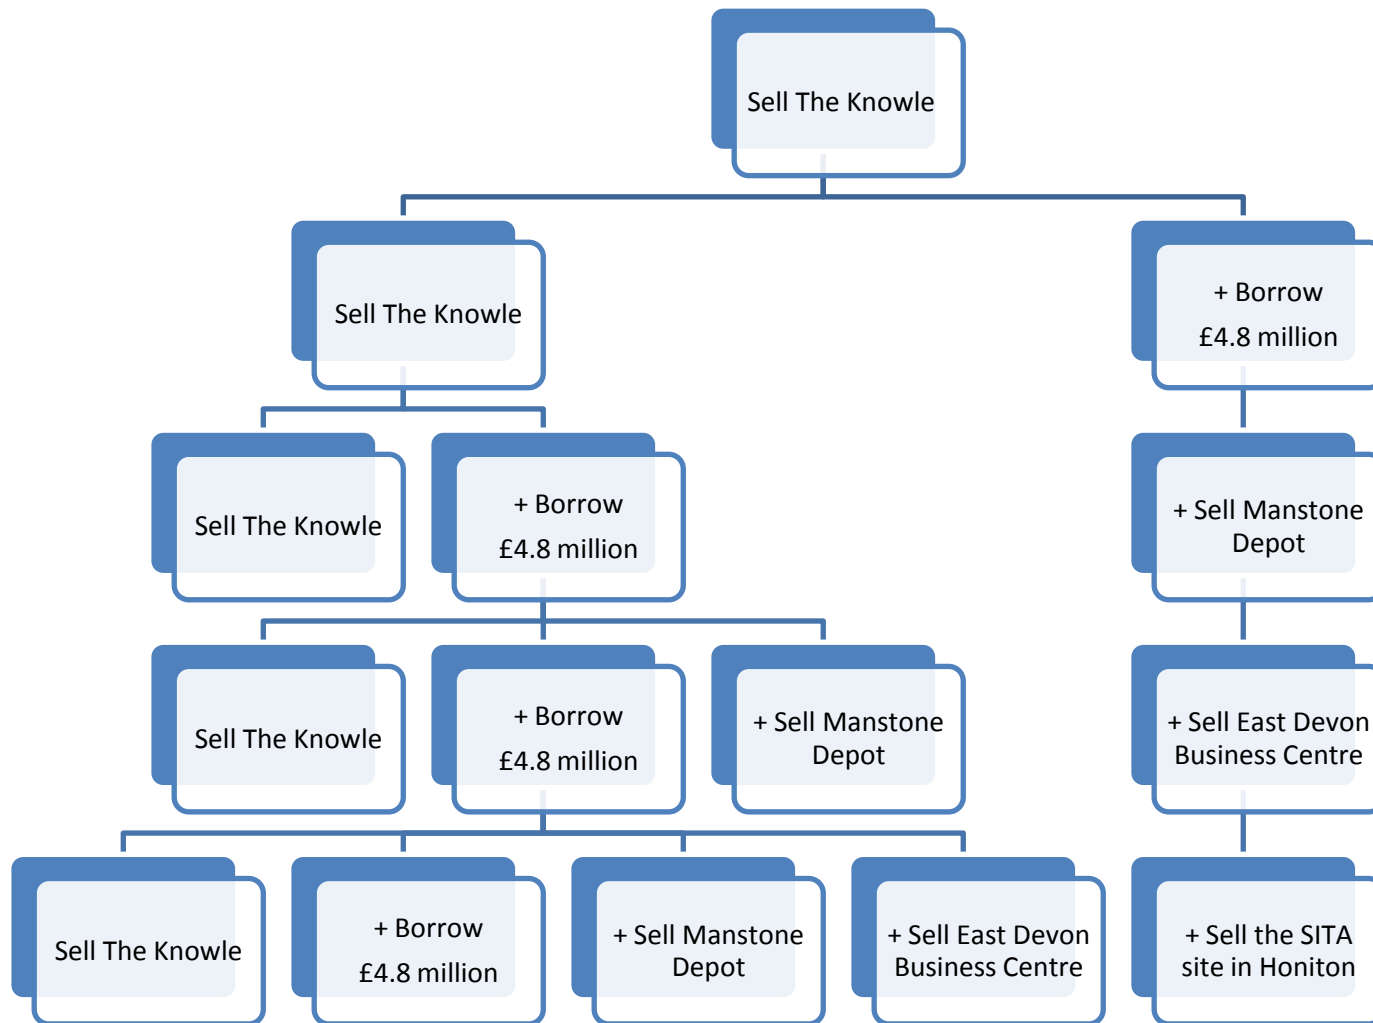 Sell The Knowle
Sell The Knowle
+ Borrow
£4.8 million
Sell The Knowle
+ Borrow
£4.8 million
+ Sell Manstone
Depot
Sell The Knowle
+ Borrow
£4.8 million
+ Sell Manstone
Depot
+ Sell East Devon
Business Centre
Sell The Knowle
+ Borrow
£4.8 million
+ Sell Manstone
Depot
+ Sell East Devon
Business Centre
+ Sell the SITA
site in Honiton